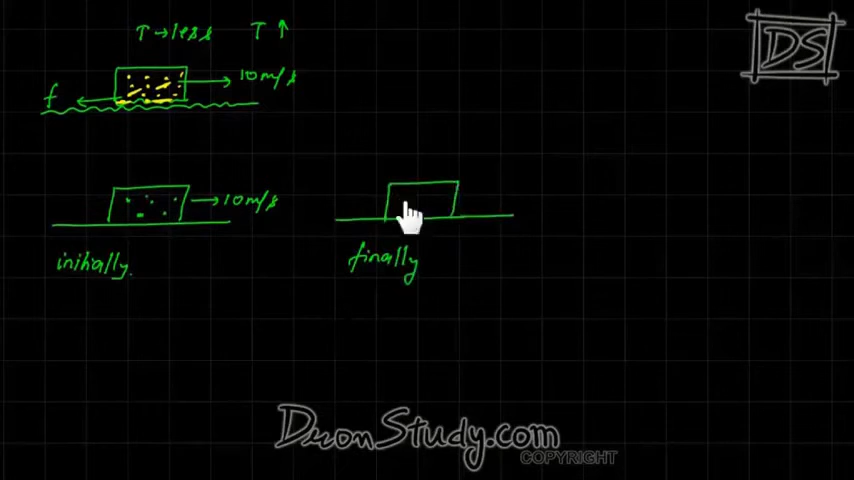 T→less T↑
DS
10m/s
f
10m/s
initially.
finally
DronStudy.com
COPYRIGHT